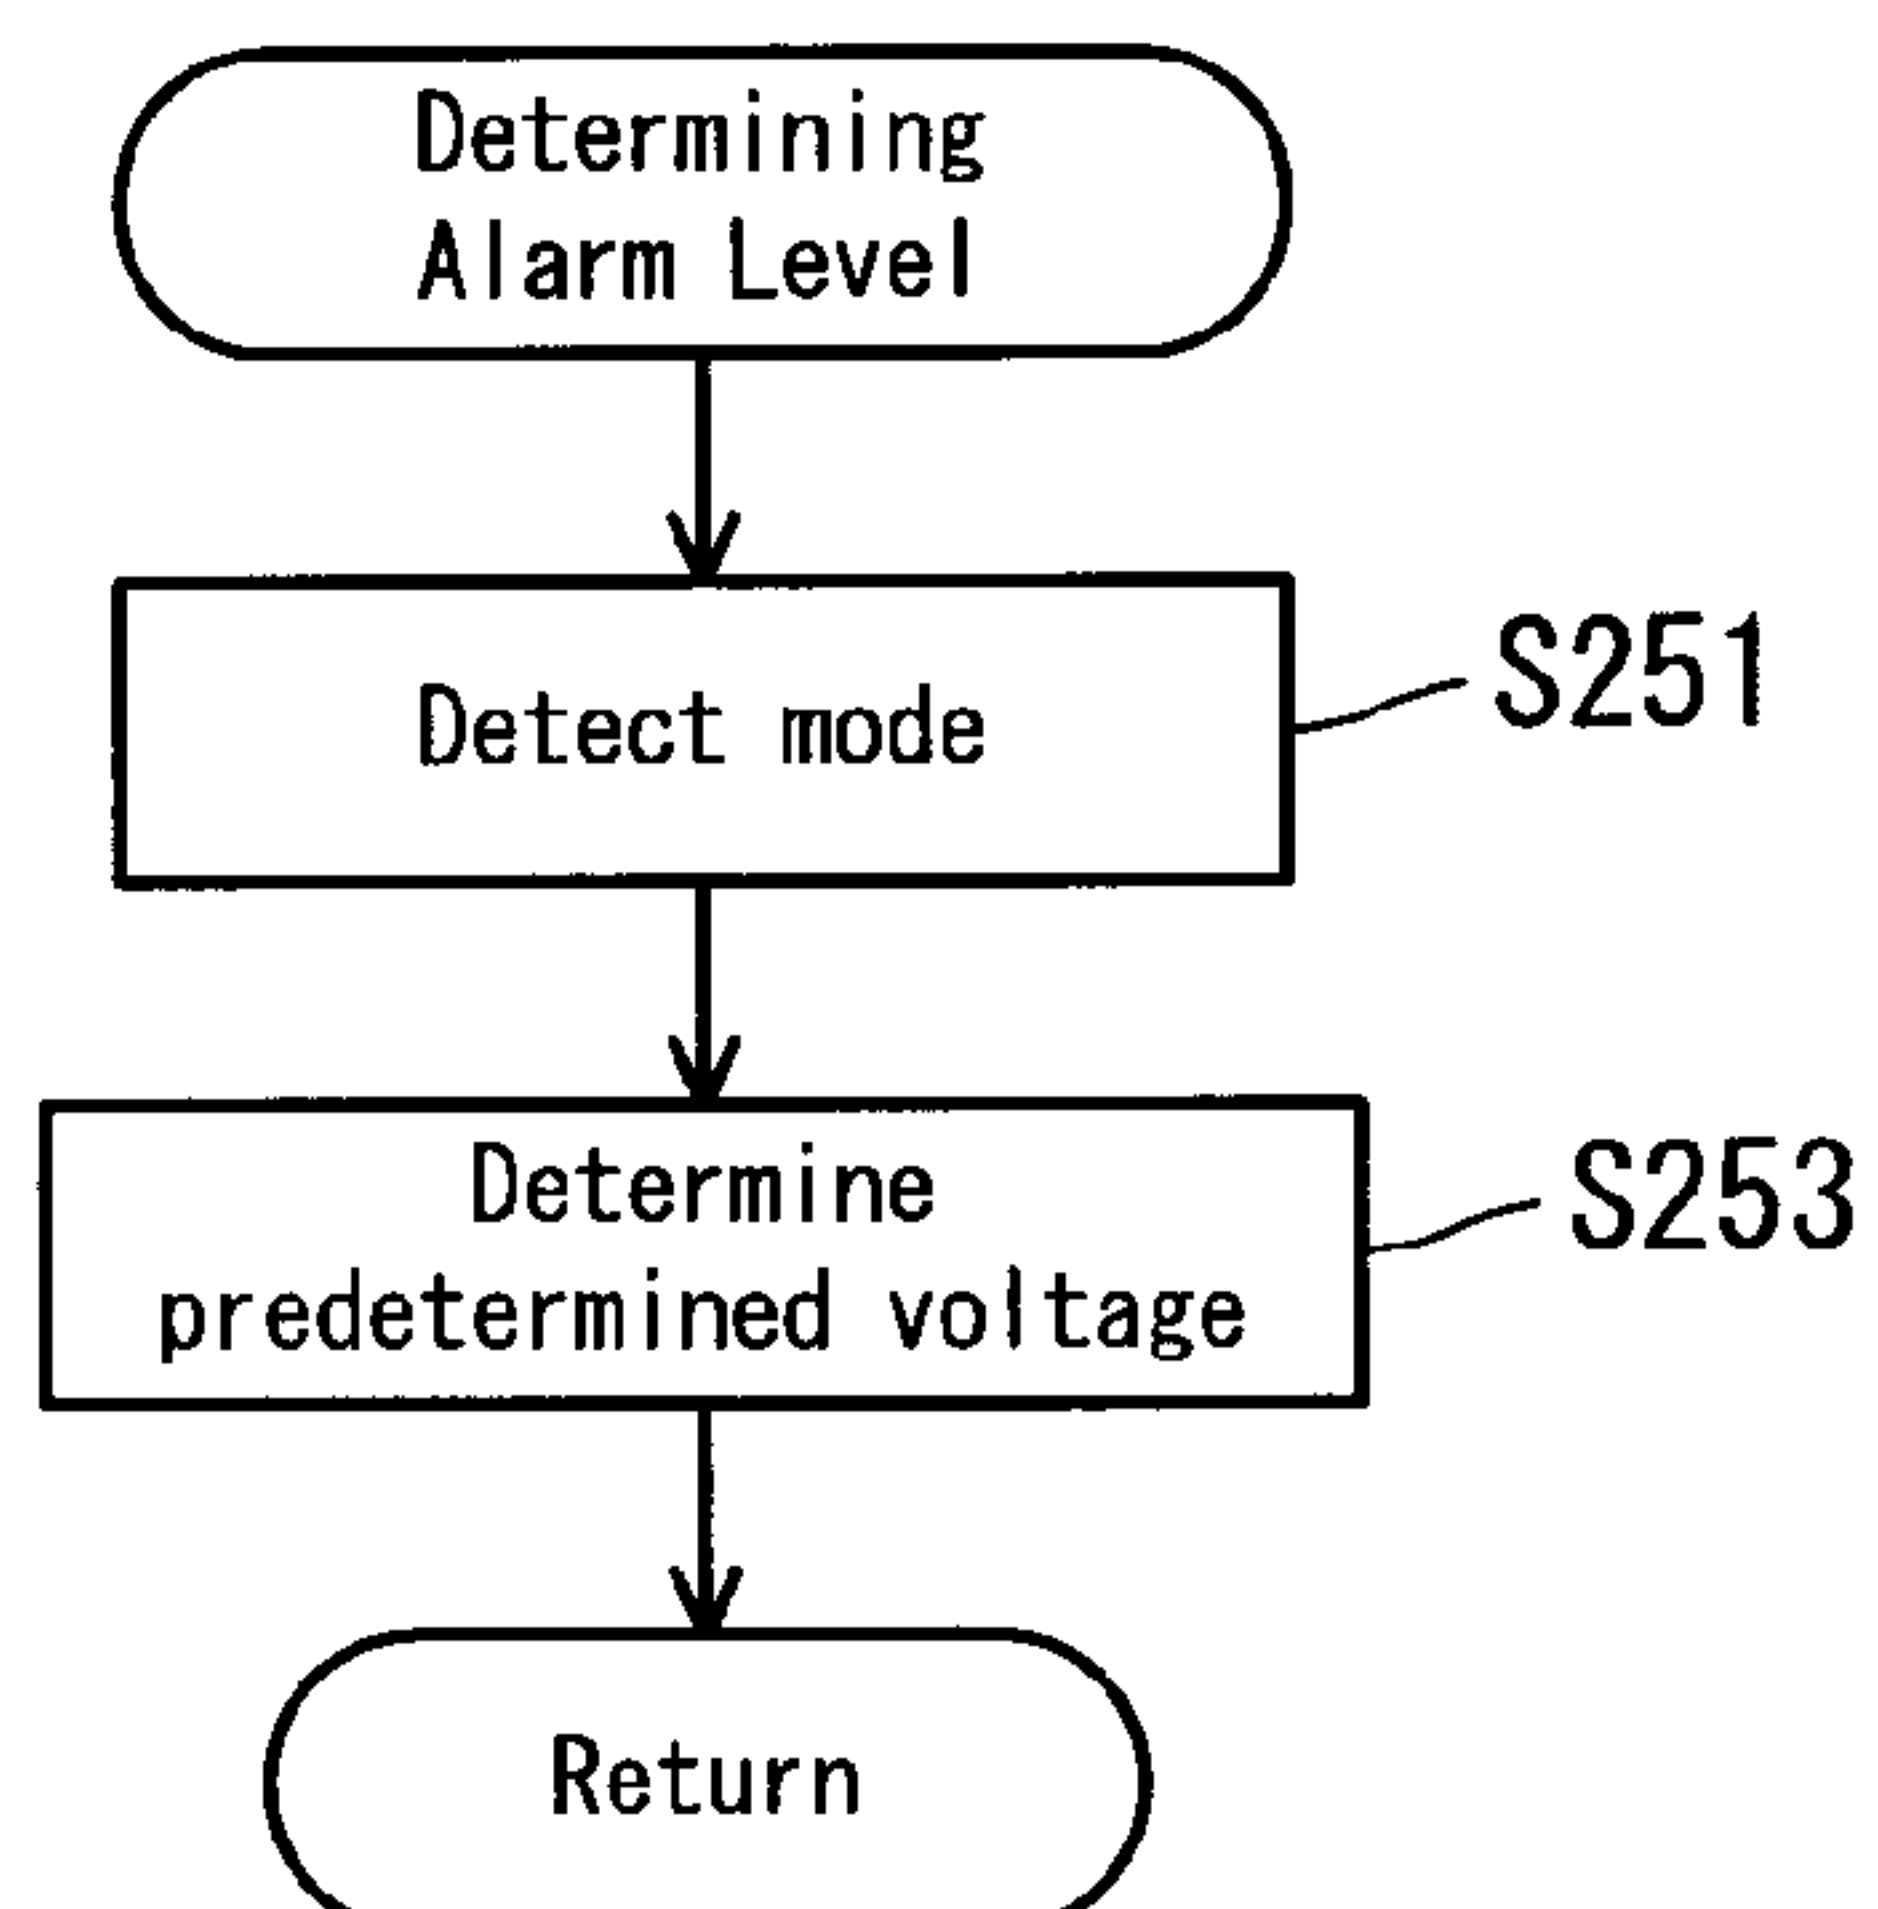 Determining
Alarm Level
Detect mode
S251
Determine
predetermined voltage
S253
Return